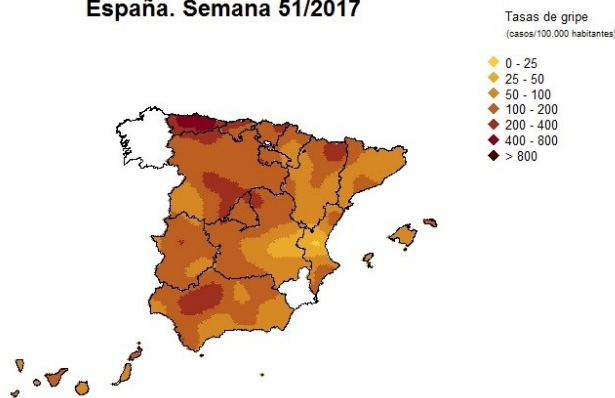 España. Semana 51/2017
Tasas de gripe
(casos/100.000 habitantes)
0 - 25
25 - 50
50 - 100
100 - 200
200 - 400
400 - 800
> 800